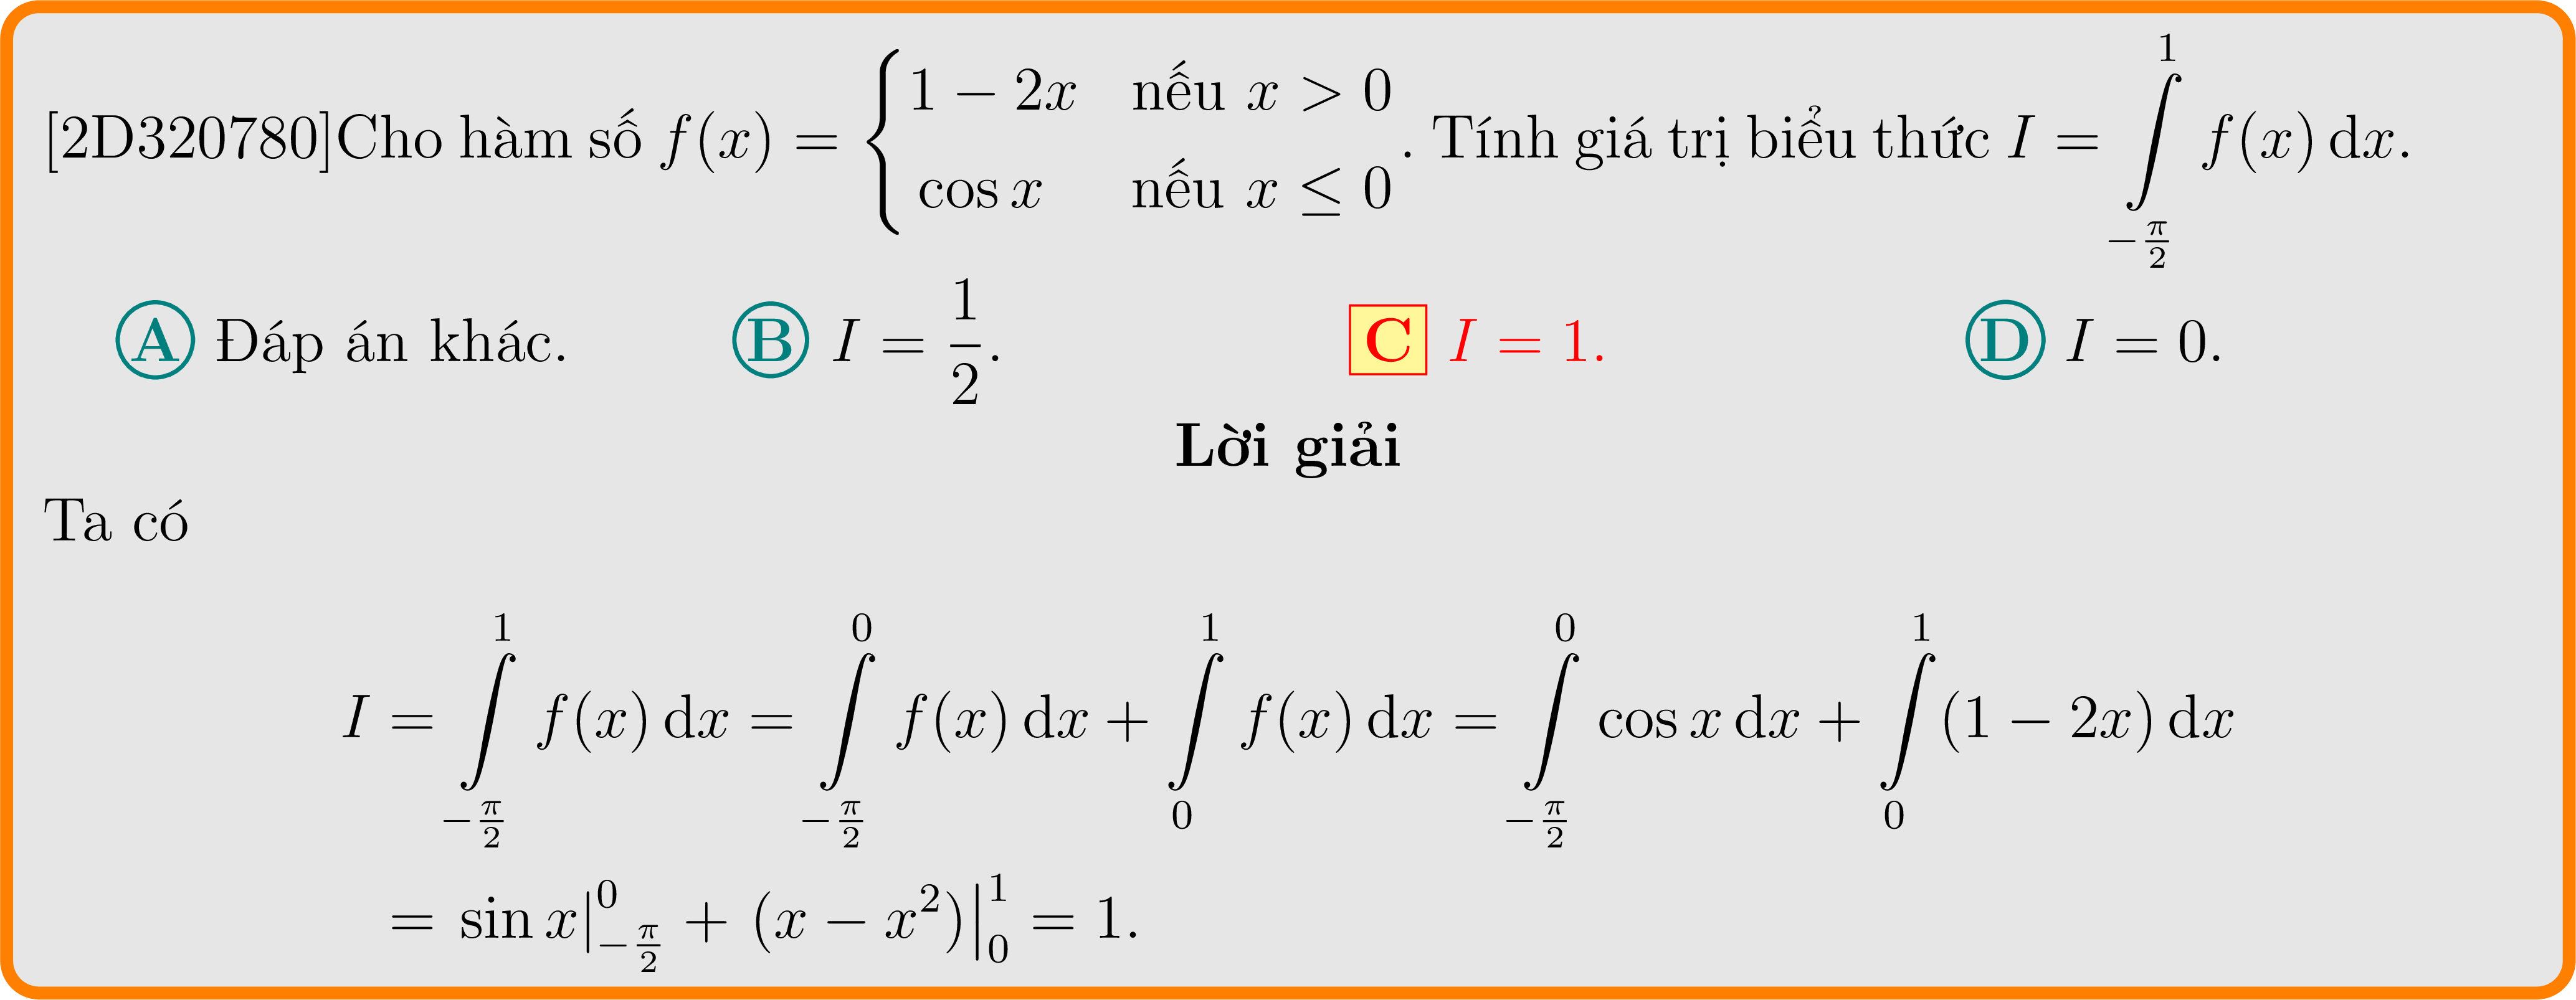 [2D320780]Cho hàm số $f(x) = \begin{cases} 1 - 2x & \text{nếu } x > 0 \\ \cos x & \text{nếu } x \leq 0 \end{cases}$. Tính giá trị biểu thức $I = \int\limits_{-\frac{\pi}{2}}^{1} f(x)\,\mathrm{d}x$.
A Đáp án khác. B $I = \dfrac{1}{2}$. C $I = 1$. D $I = 0$.
Lời giải
Ta có
$I = \int\limits_{-\frac{\pi}{2}}^{1} f(x)\,\mathrm{d}x = \int\limits_{-\frac{\pi}{2}}^{0} f(x)\,\mathrm{d}x + \int\limits_{0}^{1} f(x)\,\mathrm{d}x = \int\limits_{-\frac{\pi}{2}}^{0} \cos x\,\mathrm{d}x + \int\limits_{0}^{1} (1 - 2x)\,\mathrm{d}x$
$= \sin x\big|_{-\frac{\pi}{2}}^{0} + (x - x^2)\big|_{0}^{1} = 1.$